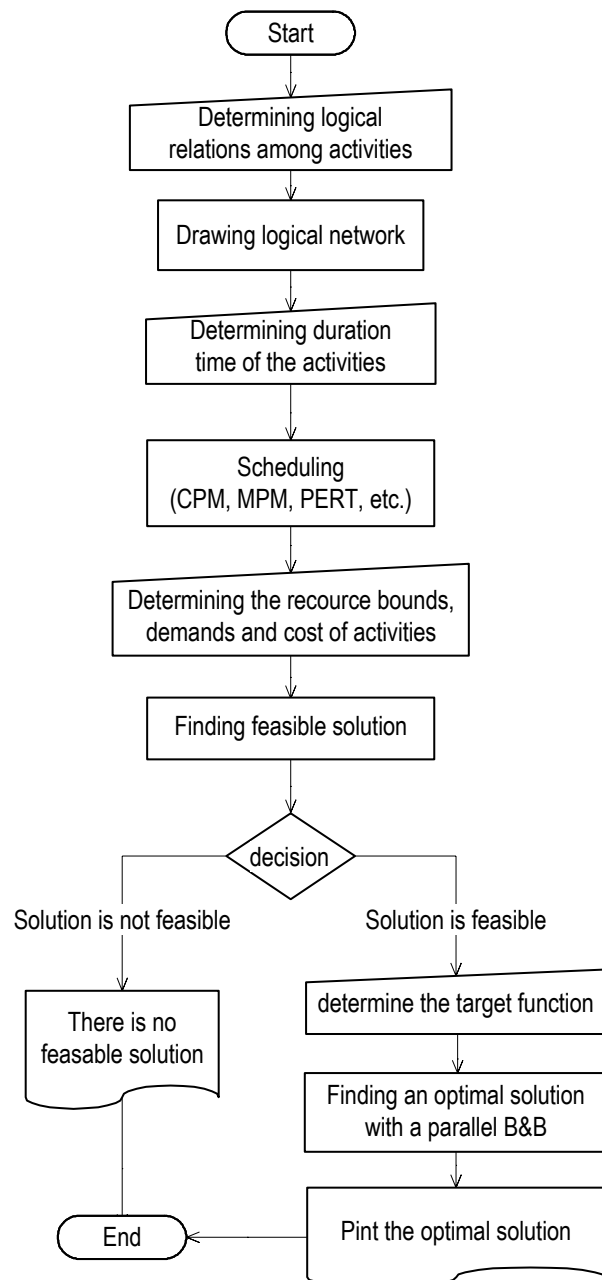 Start
Determining logical
relations among activities
Drawing logical network
Determining duration
time of the activities
Scheduling
(CPM, MPM, PERT, etc.)
Determining the recource bounds,
demands and cost of activities
Finding feasible solution
decision
Solution is not feasible
Solution is feasible
There is no
feasable solution
determine the target function
Finding an optimal solution
with a parallel B&B
Pint the optimal solution
End